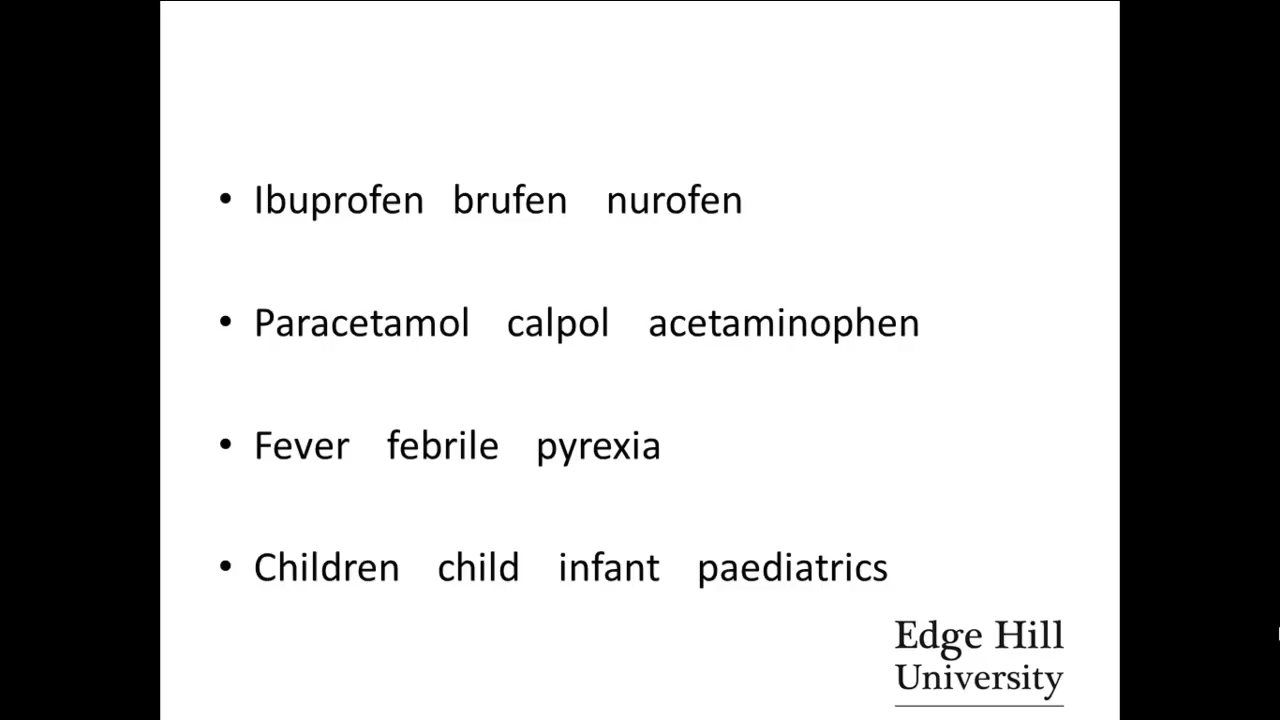 • Ibuprofen brufen nurofen
• Paracetamol calpol acetaminophen
• Fever febrile pyrexia
• Children child infant paediatrics
Edge Hill
University